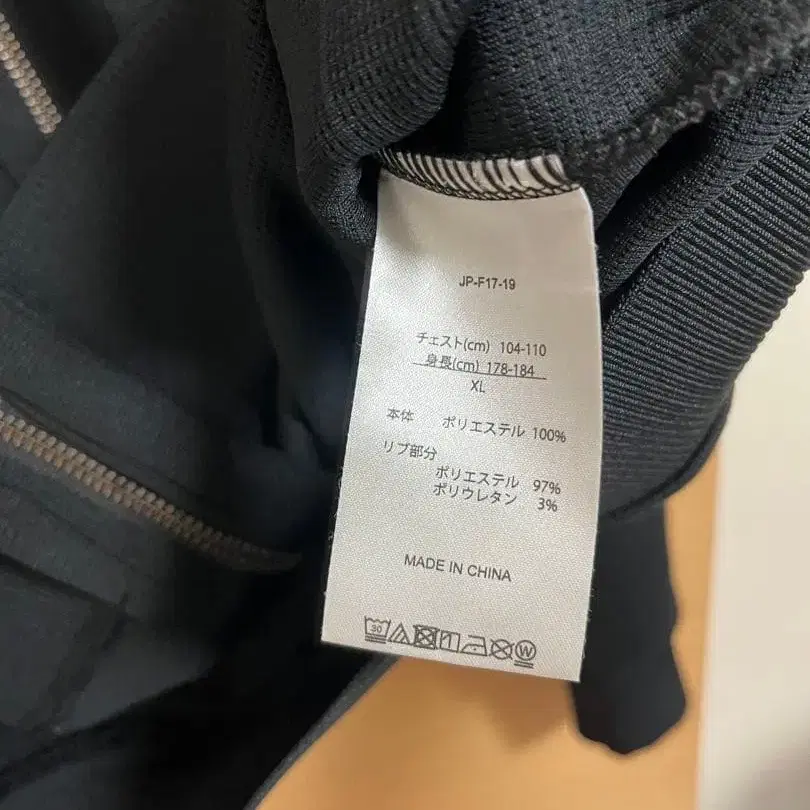 JP-F17-19
チェスト(cm) 104-110
身長(cm) 178-184
XL
本体 ポリエステル 100%
リブ部分
ポリエステル 97%
ポリウレタン 3%
MADE IN CHINA
30 W